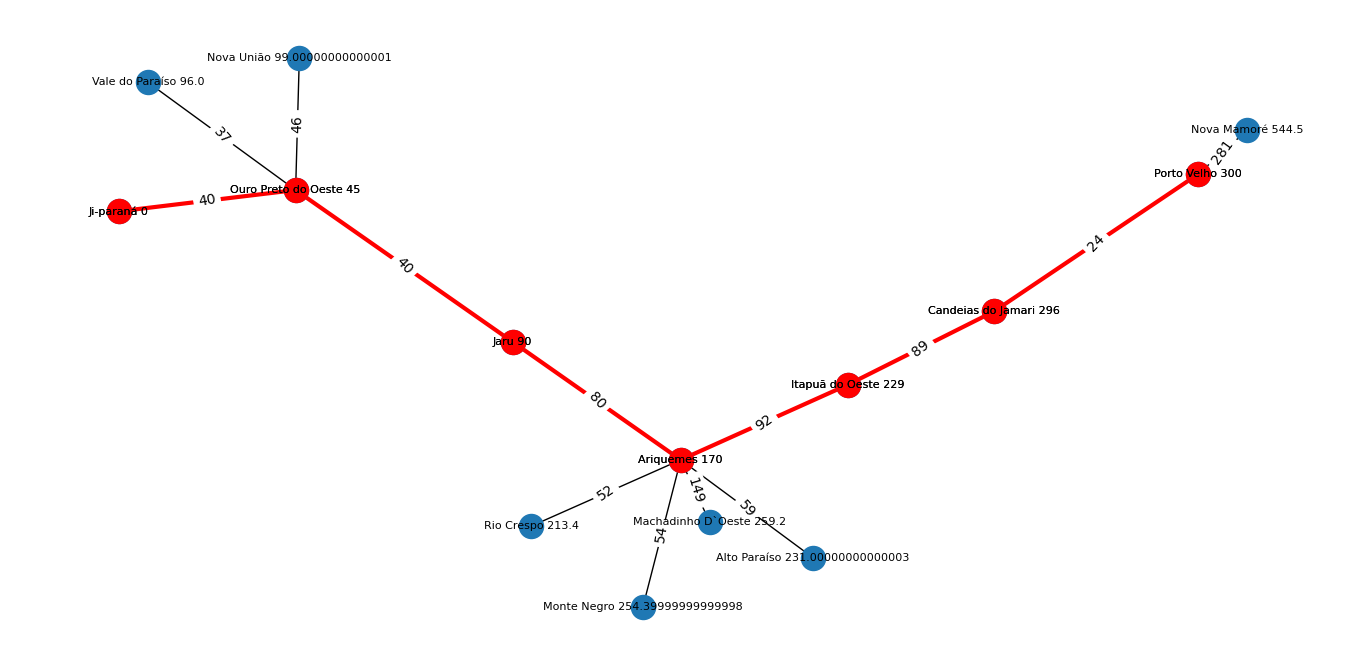 Nova União 99.00000000000001
Vale do Paraíso 96.0
46
37
Nova Mamoré 544.5
281
Porto Velho 300
Ouro Preto do Oeste 45
40
Ji-paraná 0
24
40
Candeias do Jamari 296
Jaru 90
89
Itapuã do Oeste 229
80
92
Ariquemes 170
149
52
59
Machadinho D`Oeste 259.2
Rio Crespo 213.4
54
Alto Paraíso 231.00000000000003
Monte Negro 254.39999999999998